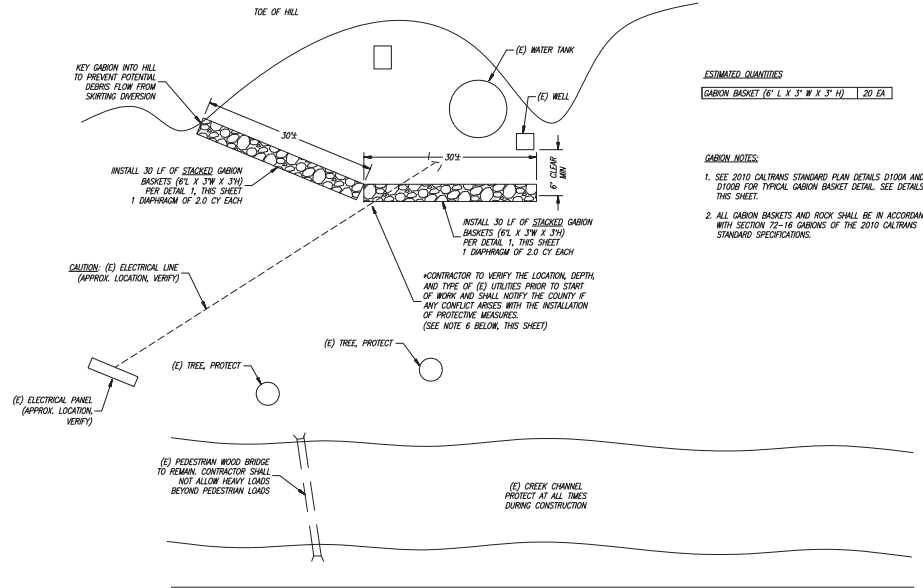 TOE OF HILL
KEY GABION INTO HILL
TO PREVENT POTENTIAL
DEBRIS FLOW FROM
SKIRTING DIVERSION
30'±
(E) WATER TANK
(E) WELL
30'±
6' CLEAR
MIN
INSTALL 30 LF OF STACKED GABION
BASKETS (6'L X 3'W X 3'H)
PER DETAIL 1, THIS SHEET
1 DIAPHRAGM OF 2.0 CY EACH
INSTALL 30 LF OF STACKED GABION
BASKETS (6'L X 3'W X 3'H)
PER DETAIL 1, THIS SHEET
1 DIAPHRAGM OF 2.0 CY EACH
CAUTION: (E) ELECTRICAL LINE
(APPROX. LOCATION, VERIFY)
*CONTRACTOR TO VERIFY THE LOCATION, DEPTH,
AND TYPE OF (E) UTILITIES PRIOR TO START
OF WORK AND SHALL NOTIFY THE COUNTY IF
ANY CONFLICT ARISES WITH THE INSTALLATION
OF PROTECTIVE MEASURES.
(SEE NOTE 6 BELOW, THIS SHEET)
(E) TREE, PROTECT
(E) TREE, PROTECT
(E) ELECTRICAL PANEL
(APPROX. LOCATION,
VERIFY)
(E) PEDESTRIAN WOOD BRIDGE
TO REMAIN. CONTRACTOR SHALL
NOT ALLOW HEAVY LOADS
BEYOND PEDESTRIAN LOADS
(E) CREEK CHANNEL
PROTECT AT ALL TIMES
DURING CONSTRUCTION
ESTIMATED QUANTITIES
GABION BASKET (6' L X 3' W X 3' H) 20 EA
GABION NOTES:
1. SEE 2010 CALTRANS STANDARD PLAN DETAILS D100A AND
D100B FOR TYPICAL GABION BASKET DETAIL. SEE DETAILS
THIS SHEET.
2. ALL GABION BASKETS AND ROCK SHALL BE IN ACCORDAN
WITH SECTION 72-16 GABIONS OF THE 2010 CALTRANS
STANDARD SPECIFICATIONS.